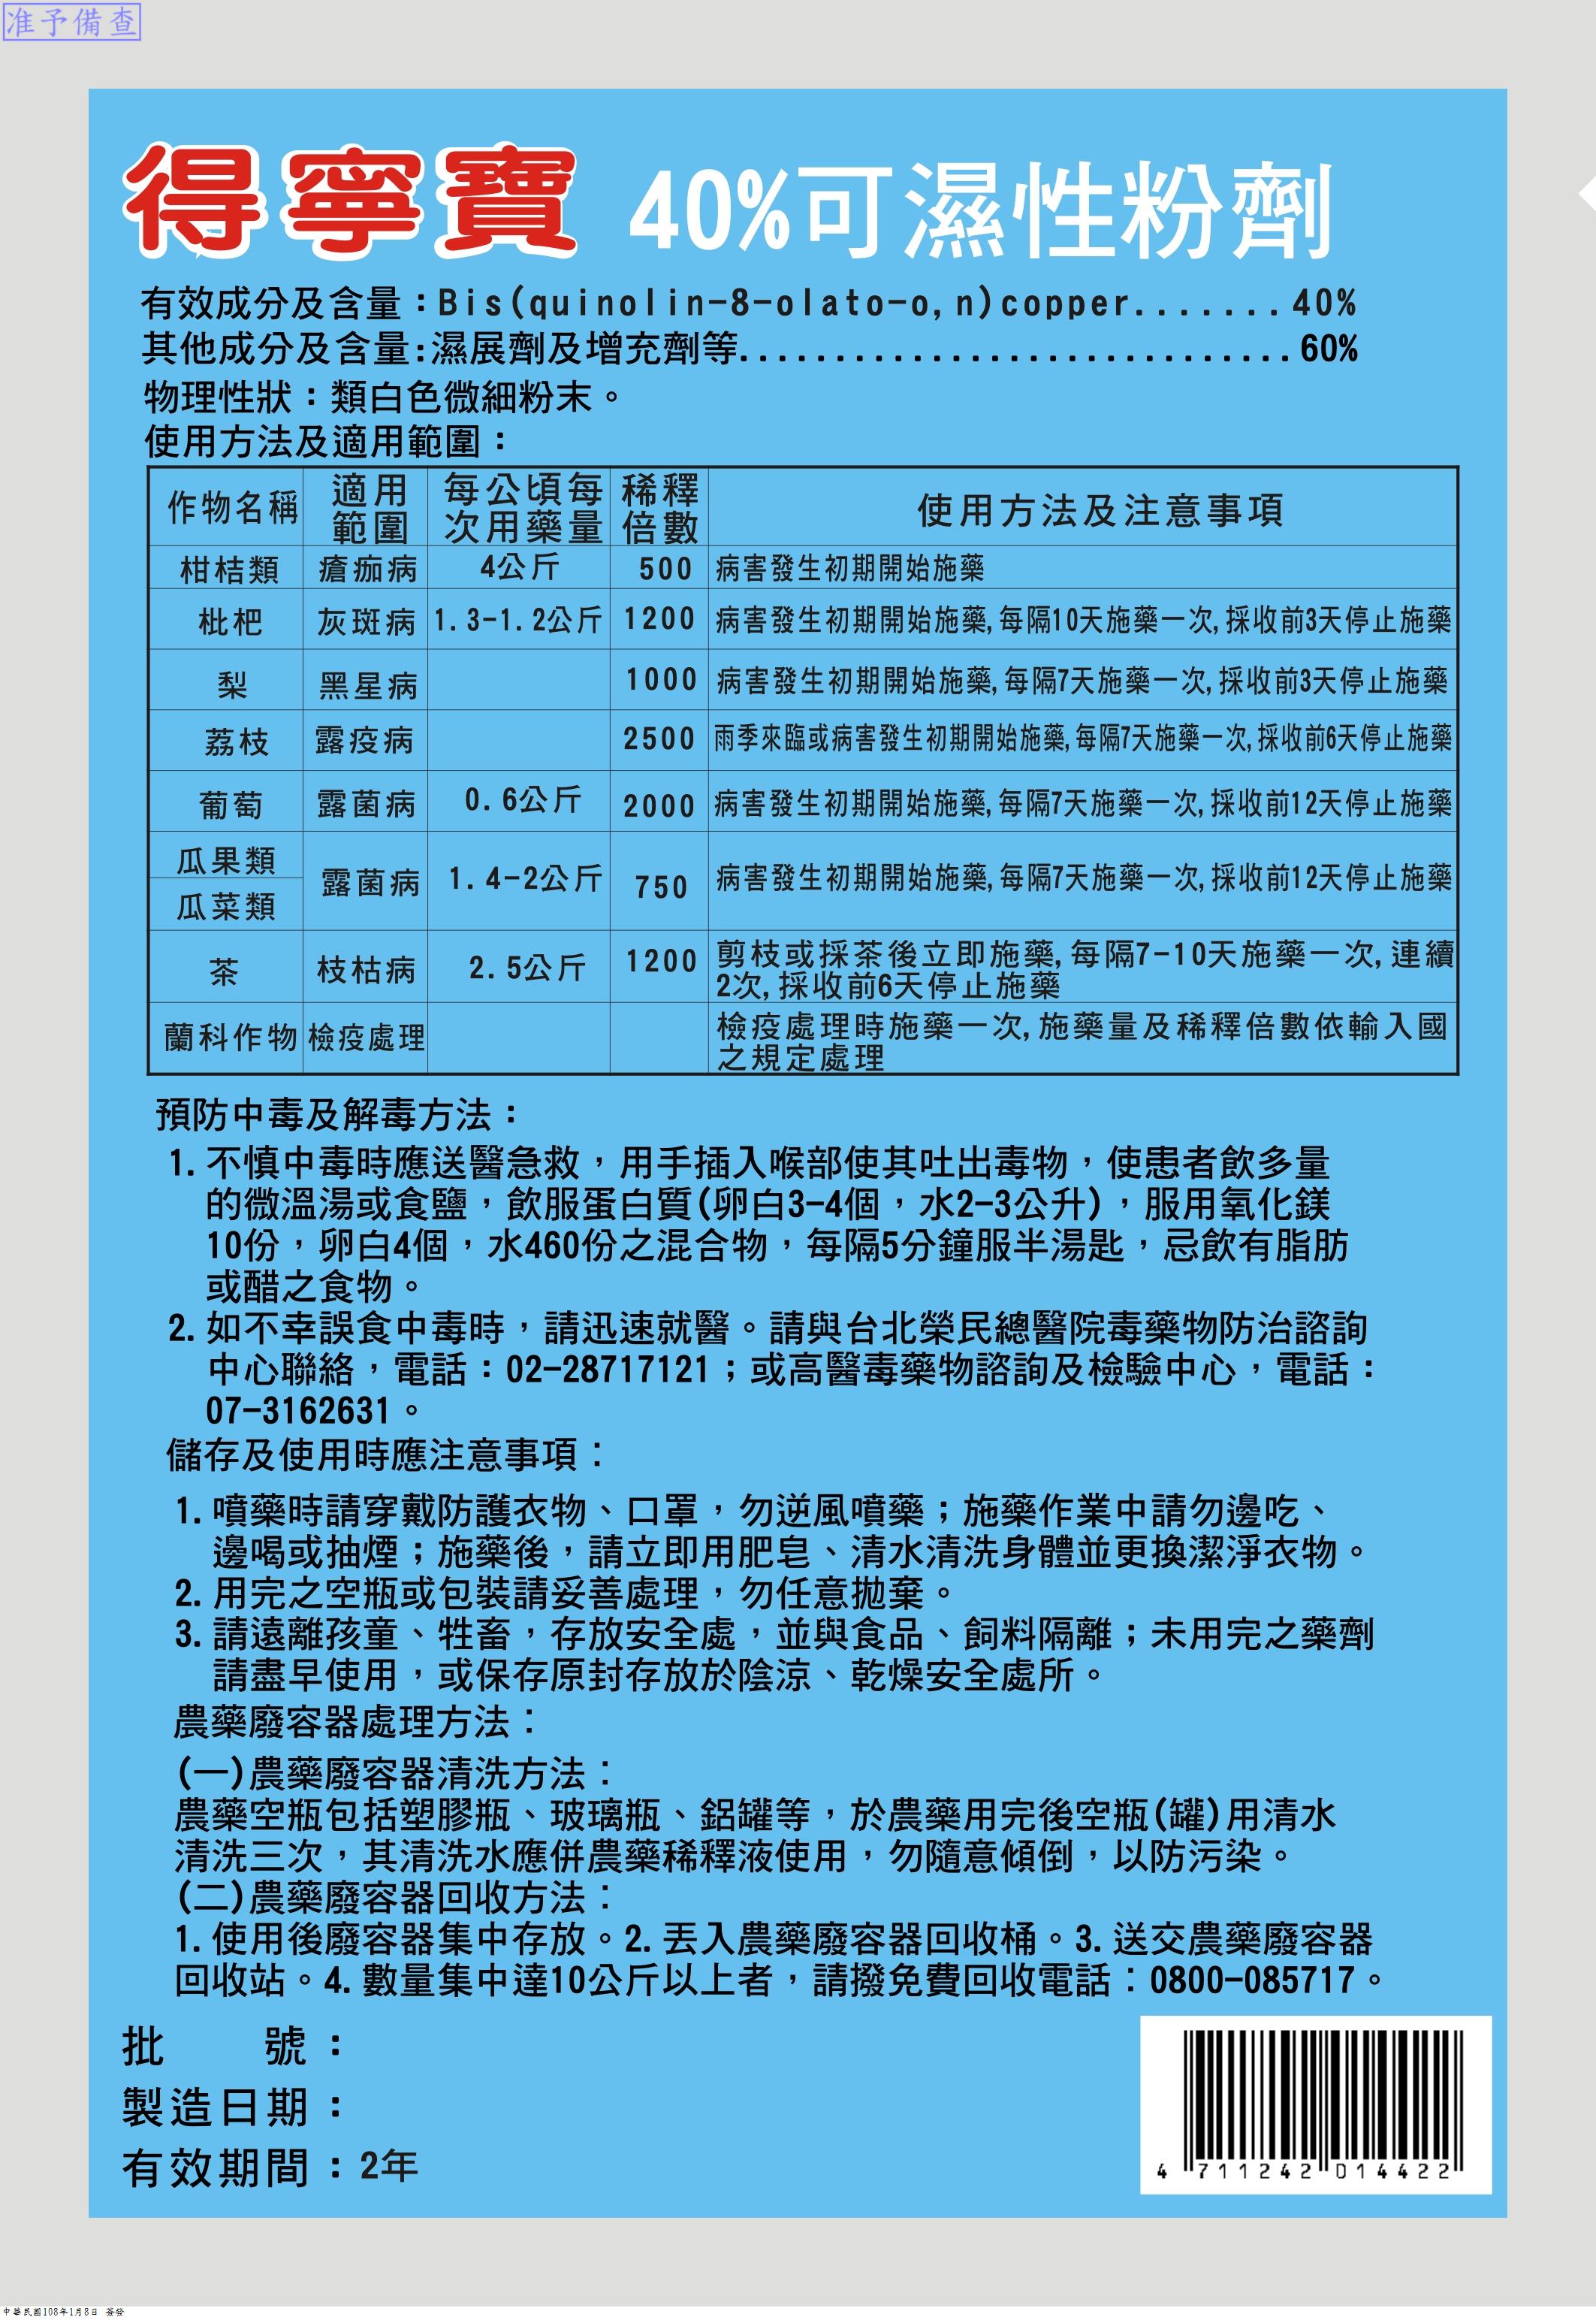 准予備查
得寧寶 40%可濕性粉劑
有效成分及含量：Bis(quinolin-8-olato-o,n)copper.......40%
其他成分及含量:濕展劑及增充劑等.............................60%
物理性狀：類白色微細粉末。
使用方法及適用範圍：
作物名稱 適用範圍 每公頃每次用藥量 稀釋倍數 使用方法及注意事項
柑桔類 瘡痂病 4公斤 500 病害發生初期開始施藥
枇杷 灰斑病 1.3-1.2公斤 1200 病害發生初期開始施藥,每隔10天施藥一次,採收前3天停止施藥
梨 黑星病 1000 病害發生初期開始施藥,每隔7天施藥一次,採收前3天停止施藥
荔枝 露疫病 2500 雨季來臨或病害發生初期開始施藥,每隔7天施藥一次,採收前6天停止施藥
葡萄 露菌病 0.6公斤 2000 病害發生初期開始施藥,每隔7天施藥一次,採收前12天停止施藥
瓜果類
瓜菜類 露菌病 1.4-2公斤 750 病害發生初期開始施藥,每隔7天施藥一次,採收前12天停止施藥
茶 枝枯病 2.5公斤 1200 剪枝或採茶後立即施藥,每隔7-10天施藥一次,連續
2次,採收前6天停止施藥
蘭科作物 檢疫處理 檢疫處理時施藥一次,施藥量及稀釋倍數依輸入國
之規定處理
預防中毒及解毒方法：
1.不慎中毒時應送醫急救，用手插入喉部使其吐出毒物，使患者飲多量
的微溫湯或食鹽，飲服蛋白質(卵白3-4個，水2-3公升)，服用氧化鎂
10份，卵白4個，水460份之混合物，每隔5分鐘服半湯匙，忌飲有脂肪
或醋之食物。
2.如不幸誤食中毒時，請迅速就醫。請與台北榮民總醫院毒藥物防治諮詢
中心聯絡，電話：02-28717121；或高醫毒藥物諮詢及檢驗中心，電話：
07-3162631。
儲存及使用時應注意事項：
1.噴藥時請穿戴防護衣物、口罩，勿逆風噴藥；施藥作業中請勿邊吃、
邊喝或抽煙；施藥後，請立即用肥皂、清水清洗身體並更換潔淨衣物。
2.用完之空瓶或包裝請妥善處理，勿任意拋棄。
3.請遠離孩童、牲畜，存放安全處，並與食品、飼料隔離；未用完之藥劑
請盡早使用，或保存原封存放於陰涼、乾燥安全處所。
農藥廢容器處理方法：
(一)農藥廢容器清洗方法：
農藥空瓶包括塑膠瓶、玻璃瓶、鋁罐等，於農藥用完後空瓶(罐)用清水
清洗三次，其清洗水應併農藥稀釋液使用，勿隨意傾倒，以防污染。
(二)農藥廢容器回收方法：
1.使用後廢容器集中存放。2.丟入農藥廢容器回收桶。3.送交農藥廢容器
回收站。4.數量集中達10公斤以上者，請撥免費回收電話：0800-085717。
批　　號：
製造日期：
有效期間：2年
4 711242 014422
中華民國108年1月8日 簽發